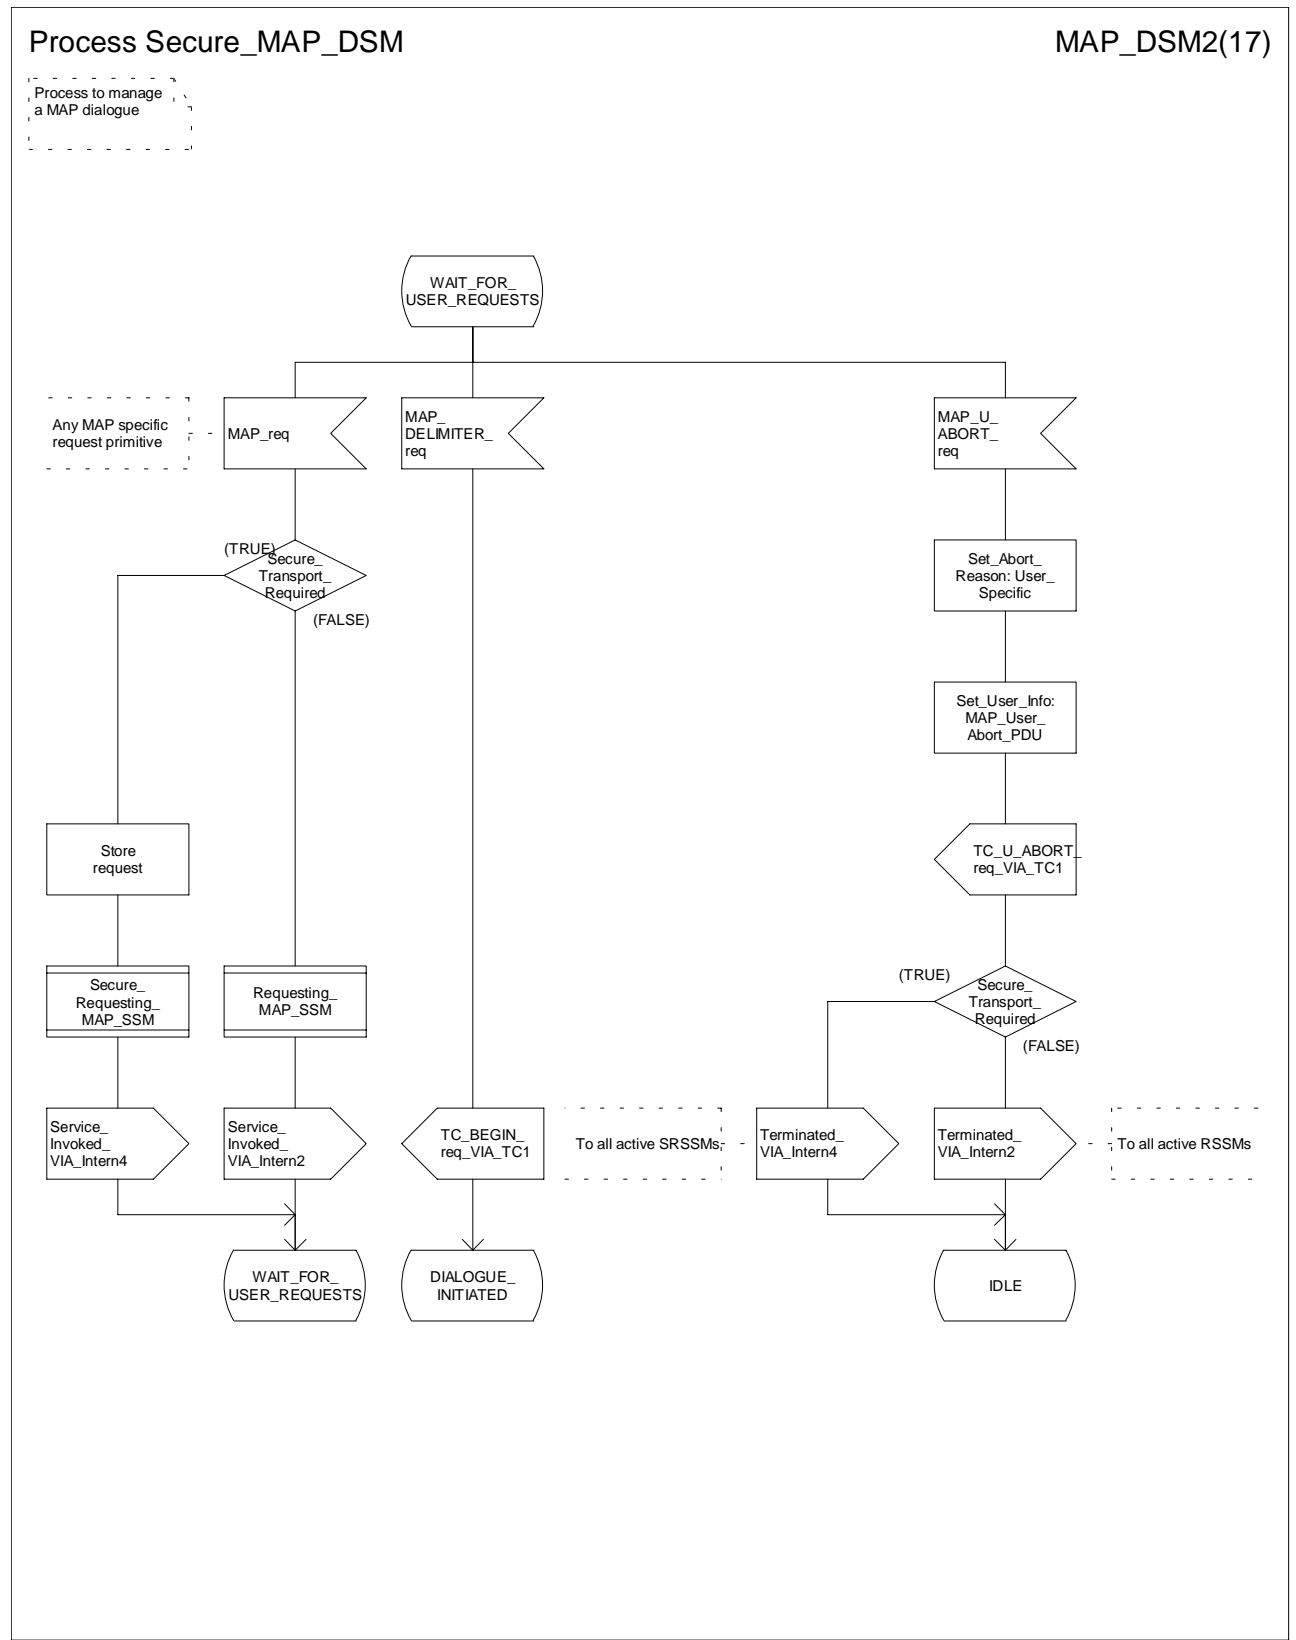 Process Secure_MAP_DSM
MAP_DSM2(17)
Process to manage
a MAP dialogue
WAIT_FOR_
USER_REQUESTS
Any MAP specific
request primitive
MAP_req
MAP_
DELIMITER_
req
MAP_U_
ABORT_
req
(TRUE)
Secure_
Transport_
Required
(FALSE)
Set_Abort_
Reason: User_
Specific
Set_User_Info:
MAP_User_
Abort_PDU
Store
request
TC_U_ABORT_
req_VIA_TC1
Secure_
Requesting_
MAP_SSM
Requesting_
MAP_SSM
(TRUE)
Secure_
Transport_
Required
(FALSE)
Service_
Invoked_
VIA_Intern4
Service_
Invoked_
VIA_Intern2
TC_BEGIN_
req_VIA_TC1
To all active SRSSMs
Terminated_
VIA_Intern4
Terminated_
VIA_Intern2
To all active RSSMs
WAIT_FOR_
USER_REQUESTS
DIALOGUE_
INITIATED
IDLE